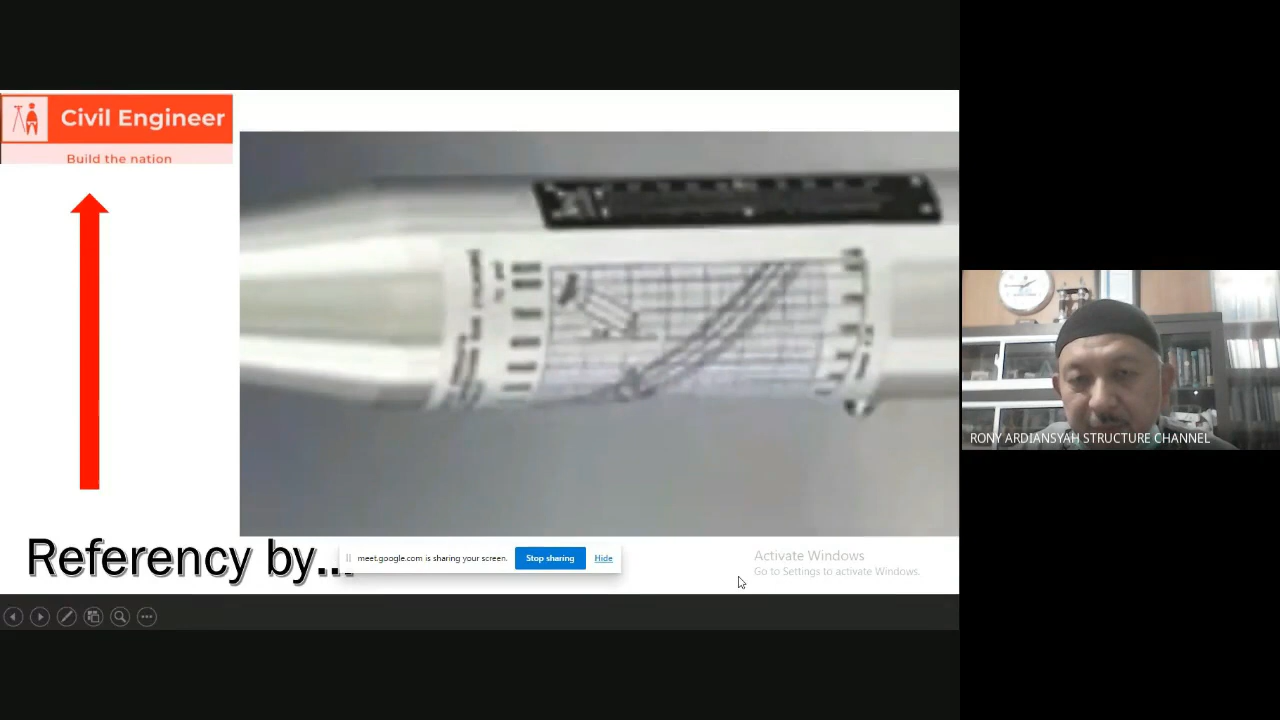 Civil Engineer
Build the nation
Referency by...
meet.google.com is sharing your screen.
Stop sharing
Hide
Activate Windows
Go to Settings to activate Windows.
RONY ARDIANSYAH STRUCTURE CHANNEL